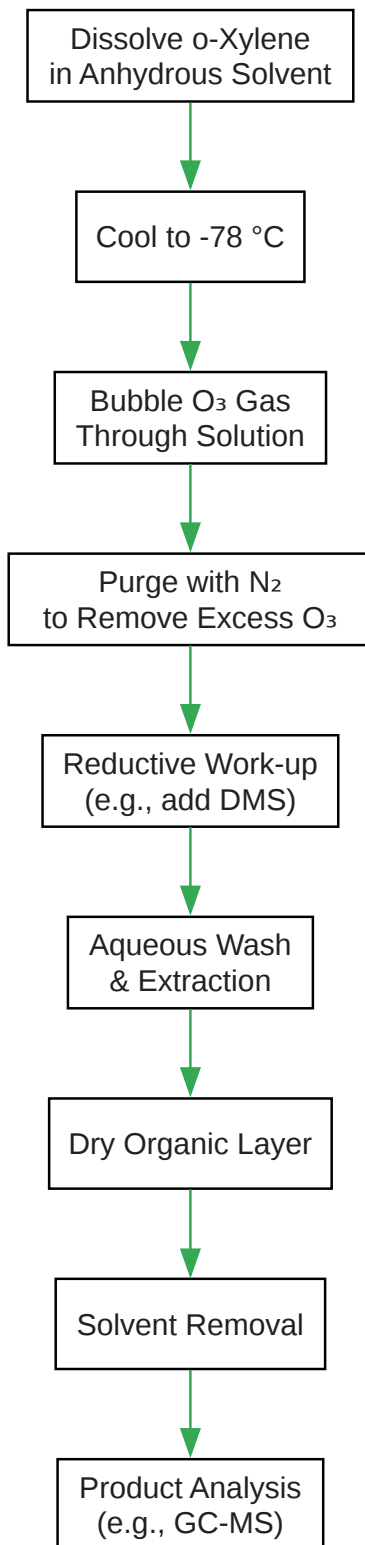 Dissolve o-Xylene
in Anhydrous Solvent
Cool to -78 °C
Bubble O₃ Gas
Through Solution
Purge with N₂
to Remove Excess O₃
Reductive Work-up
(e.g., add DMS)
Aqueous Wash
& Extraction
Dry Organic Layer
Solvent Removal
Product Analysis
(e.g., GC-MS)